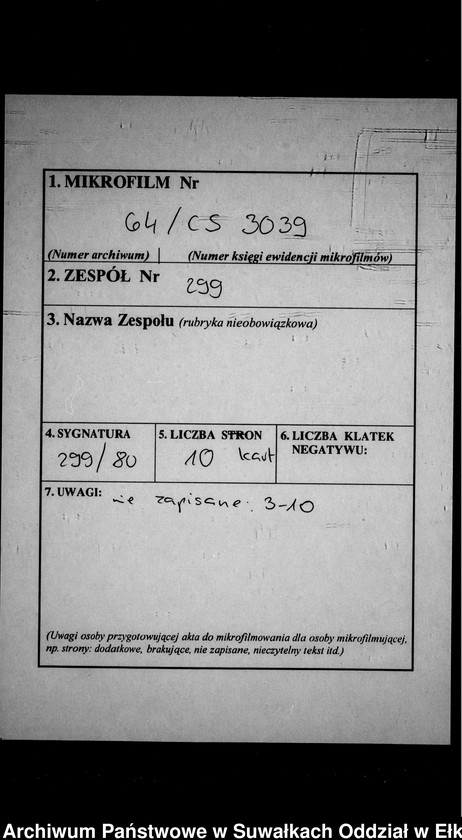 1. MIKROFILM Nr
64/CS 3039
(Numer archiwum) | (Numer księgi ewidencji mikrofilmów)
2. ZESPÓŁ Nr 299
3. Nazwa Zespołu (rubryka nieobowiązkowa)
4. SYGNATURA
299/80
5. LICZBA STRON
10 kart
6. LICZBA KLATEK
NEGATYWU:
7. UWAGI: nie zapisane: 3-10
(Uwagi osoby przygotowującej akta do mikrofilmowania dla osoby mikrofilmującej,
np. strony: dodatkowe, brakujące, nie zapisane, nieczytelny tekst itd.)
Archiwum Państwowe w Suwałkach Oddział w Ełk